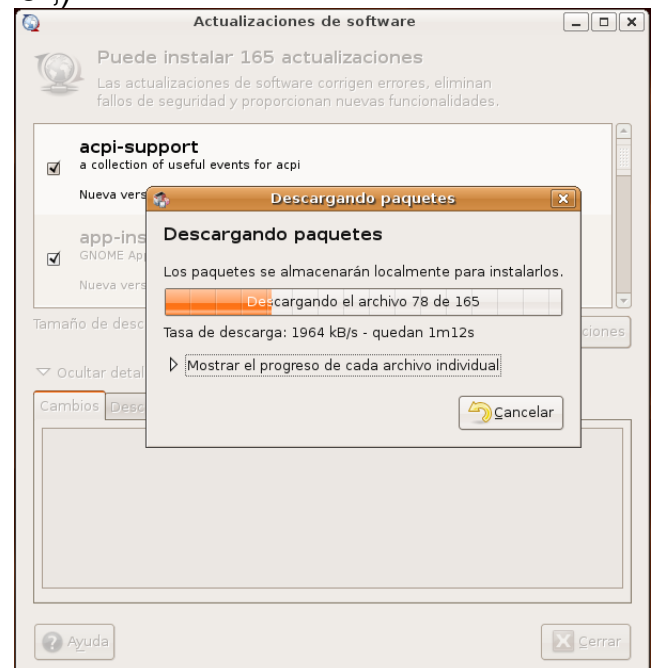 Actualizaciones de software
Puede instalar 165 actualizaciones
Las actualizaciones de software corrigen errores, eliminan
fallos de seguridad y proporcionan nuevas funcionalidades.
acpi-support
a collection of useful events for acpi
Nueva vers
app-ins
GNOME Ap
Nueva vers
Descargando paquetes
Descargando paquetes
Los paquetes se almacenarán localmente para instalarlos.
Descargando el archivo 78 de 165
Tasa de descarga: 1964 kB/s - quedan 1m12s
Mostrar el progreso de cada archivo individual
Cancelar
Tamaño de desc
ciones
Ocultar detal
Cambios Desc
Ayuda
Cerrar